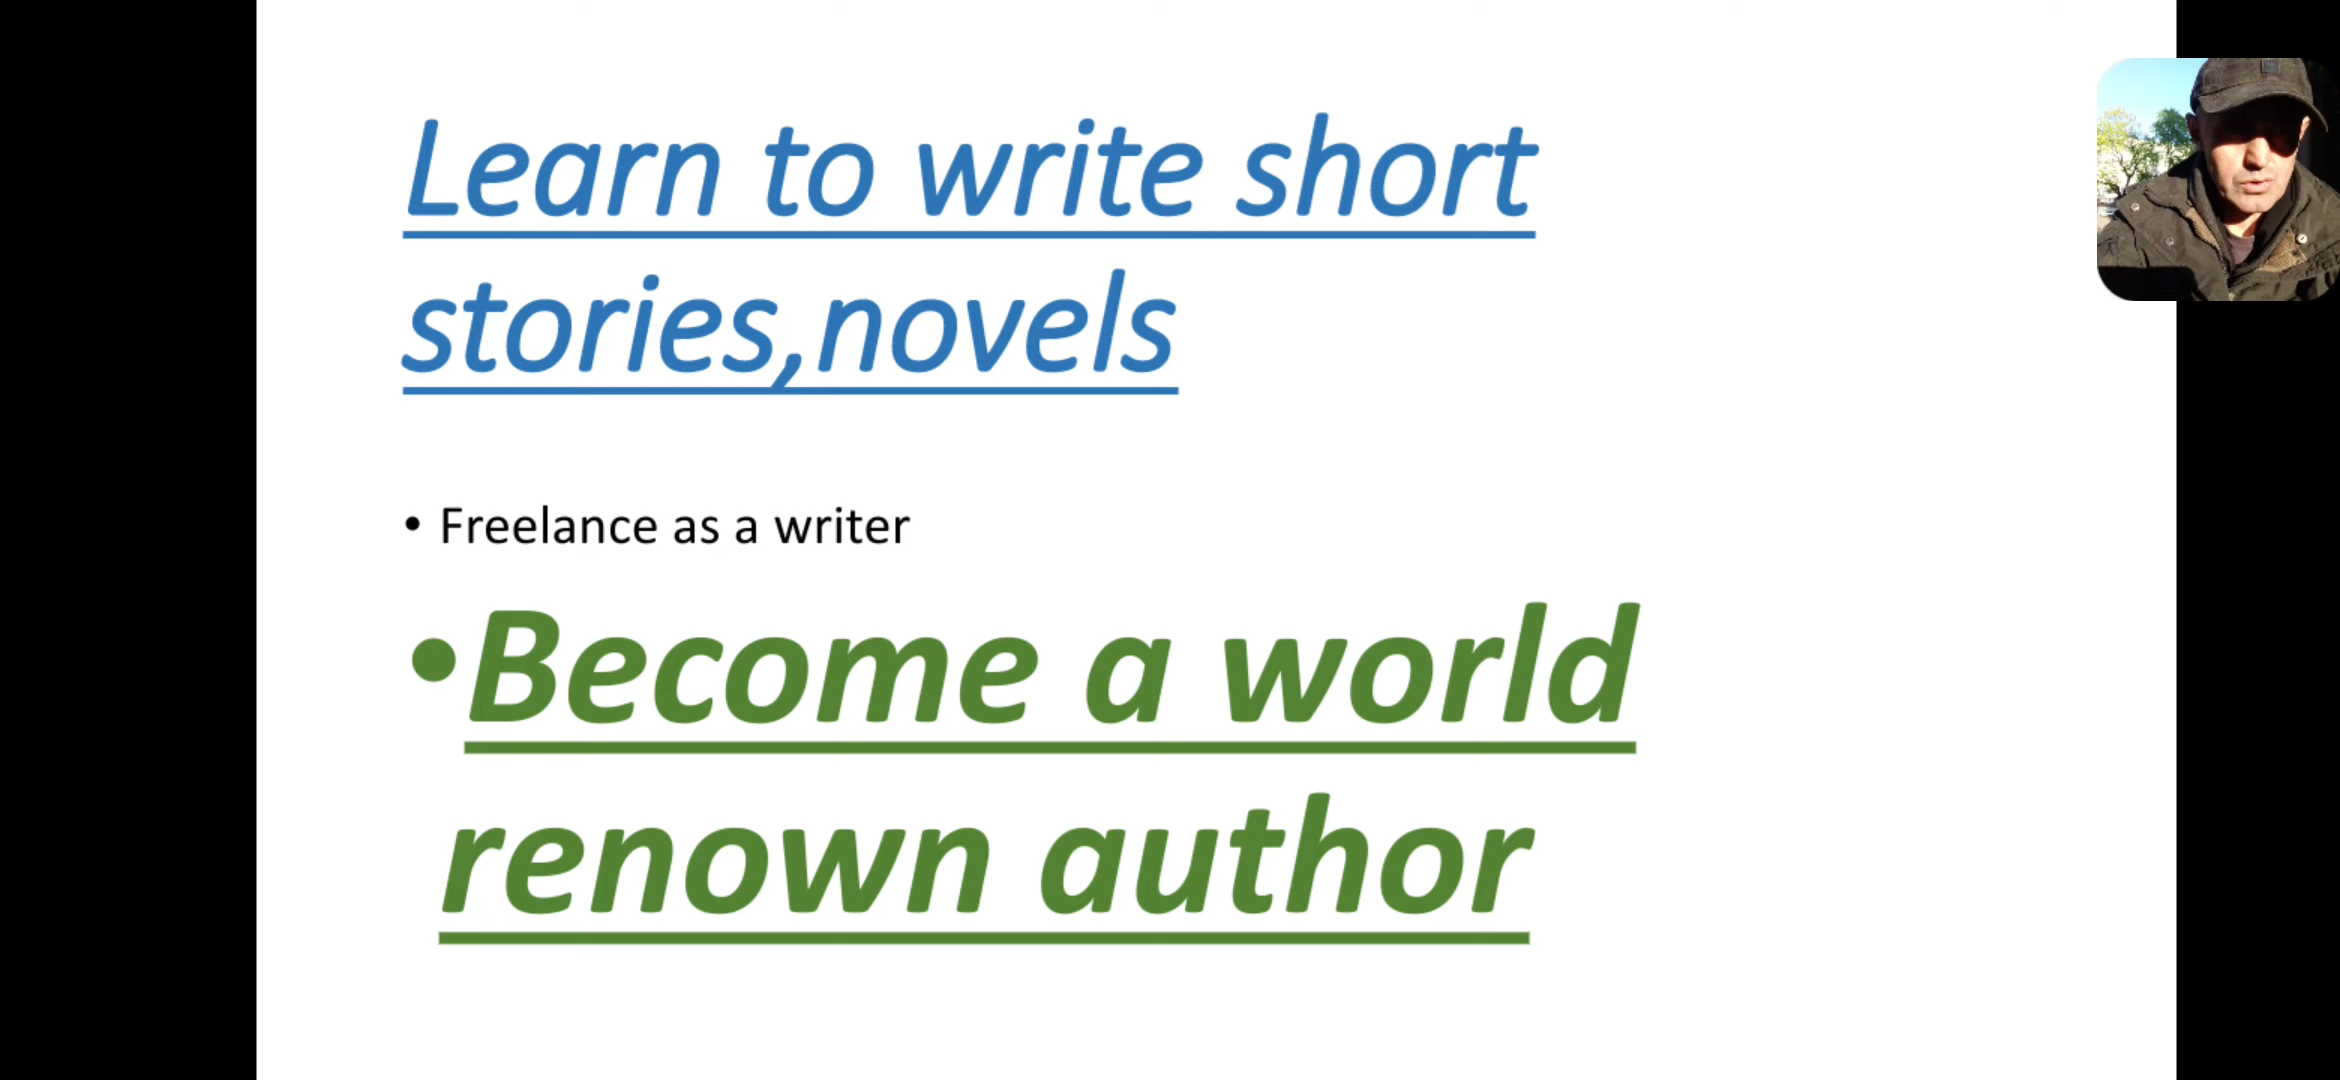 Learn to write short
stories,novels
• Freelance as a writer
•Become a world
renown author